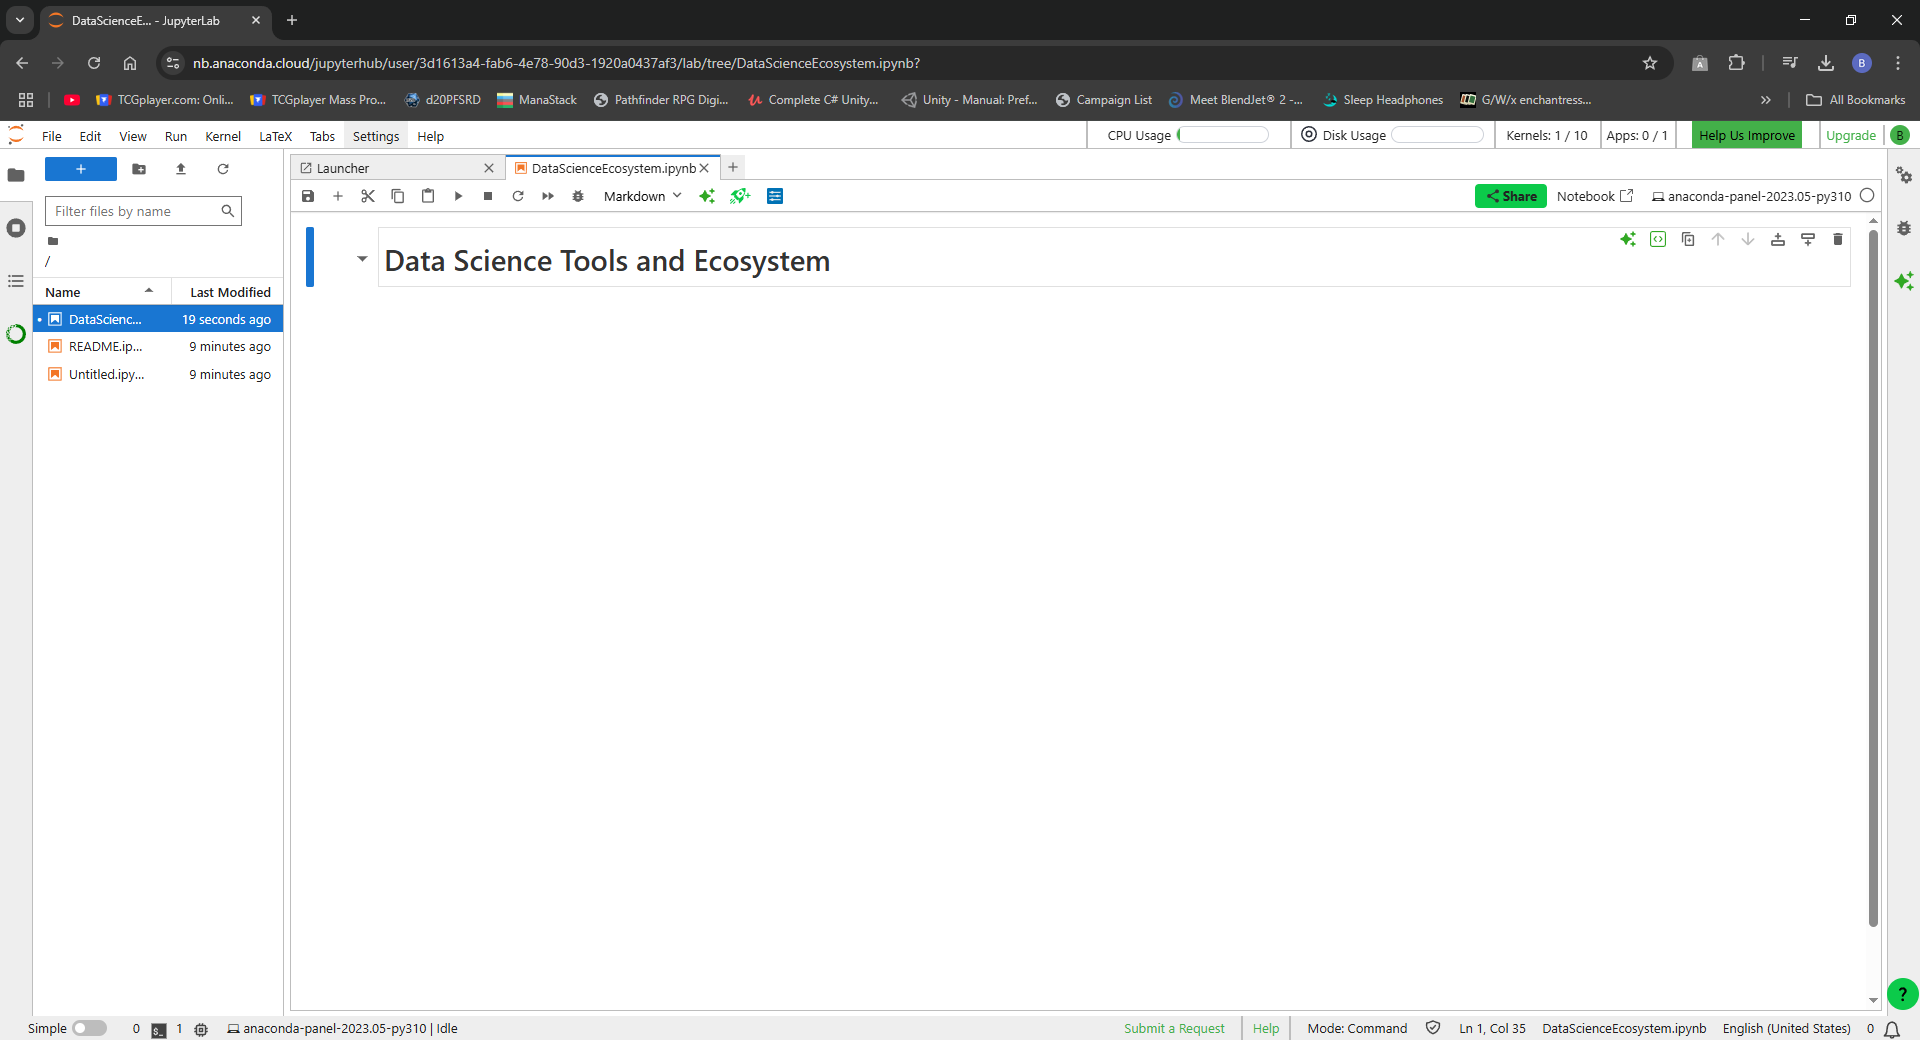 DataScienceE... - JupyterLab
nb.anaconda.cloud/jupyterhub/user/3d1613a4-fab6-4e78-90d3-1920a0437af3/lab/tree/DataScienceEcosystem.ipynb?
B
TCGplayer.com: Onli... TCGplayer Mass Pro... d20PFSRD ManaStack Pathfinder RPG Digi... Complete C# Unity... Unity - Manual: Pref... Campaign List Meet BlendJet® 2 -... Sleep Headphones G/W/x enchantress... All Bookmarks
File Edit View Run Kernel LaTeX Tabs Settings Help CPU Usage Disk Usage Kernels: 1 / 10 Apps: 0 / 1 Help Us Improve Upgrade B
Launcher DataScienceEcosystem.ipynb
Markdown Share Notebook anaconda-panel-2023.05-py310
Filter files by name
/
Name Last Modified
DataScienc... 19 seconds ago
README.ip... 9 minutes ago
Untitled.ipy... 9 minutes ago
Data Science Tools and Ecosystem
?
Simple 0 $_ 1 anaconda-panel-2023.05-py310 | Idle Submit a Request Help Mode: Command Ln 1, Col 35 DataScienceEcosystem.ipynb English (United States) 0